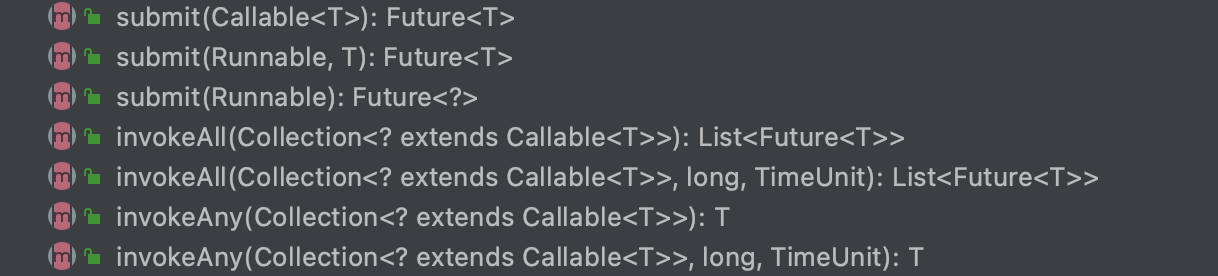 submit(Callable<T>): Future<T>
submit(Runnable, T): Future<T>
submit(Runnable): Future<?>
invokeAll(Collection<? extends Callable<T>>): List<Future<T>>
invokeAll(Collection<? extends Callable<T>>, long, TimeUnit): List<Future<T>>
invokeAny(Collection<? extends Callable<T>>): T
invokeAny(Collection<? extends Callable<T>>, long, TimeUnit): T